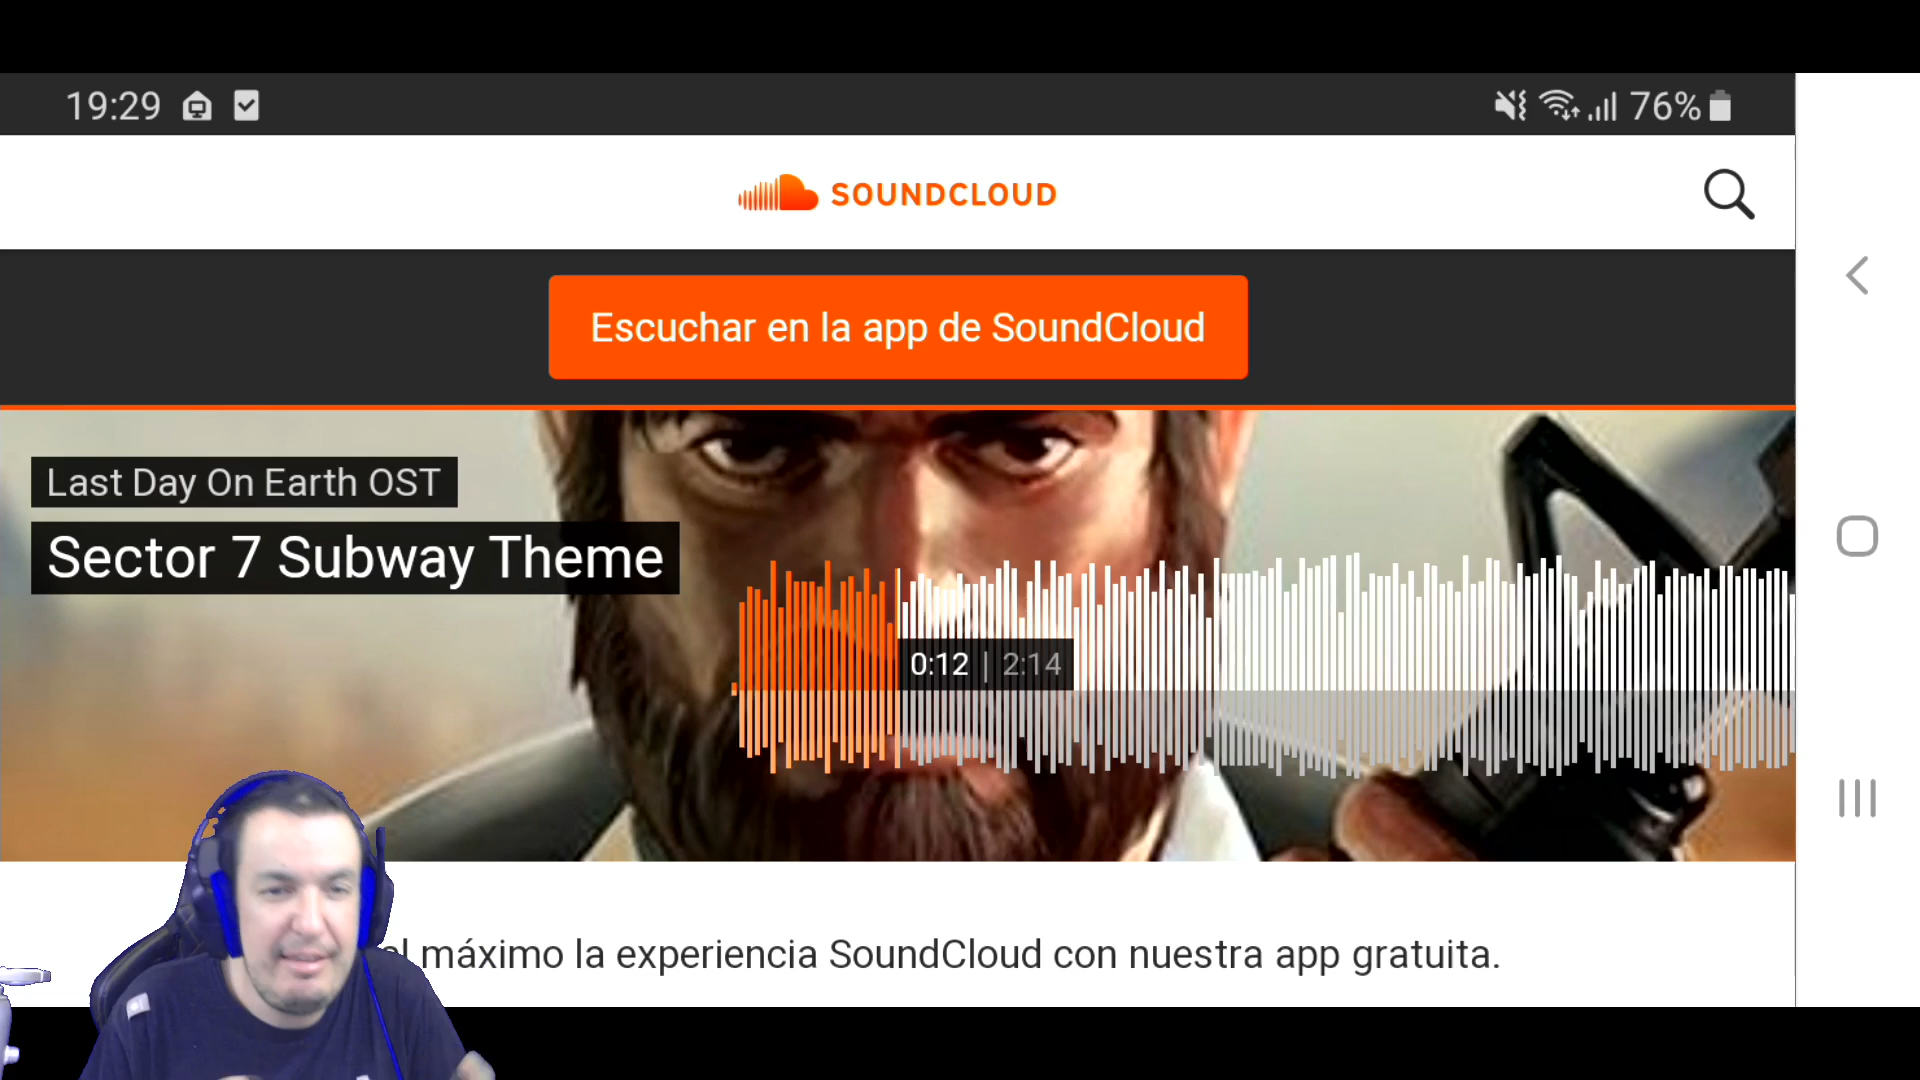 19:29
76%
SOUNDCLOUD
Escuchar en la app de SoundCloud
Last Day On Earth OST
Sector 7 Subway Theme
0:12 | 2:14
máximo la experiencia SoundCloud con nuestra app gratuita.